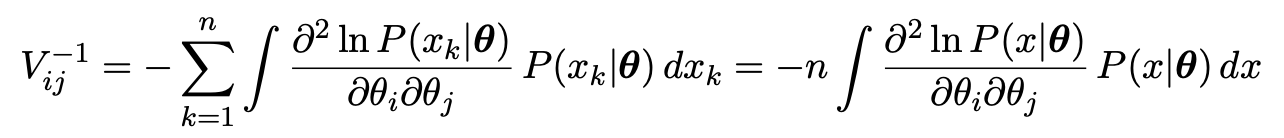 $V_{ij}^{-1} = -\sum_{k=1}^{n} \int \frac{\partial^2 \ln P(x_k|\boldsymbol{\theta})}{\partial\theta_i \partial\theta_j} P(x_k|\boldsymbol{\theta}) \, dx_k = -n \int \frac{\partial^2 \ln P(x|\boldsymbol{\theta})}{\partial\theta_i \partial\theta_j} P(x|\boldsymbol{\theta}) \, dx$